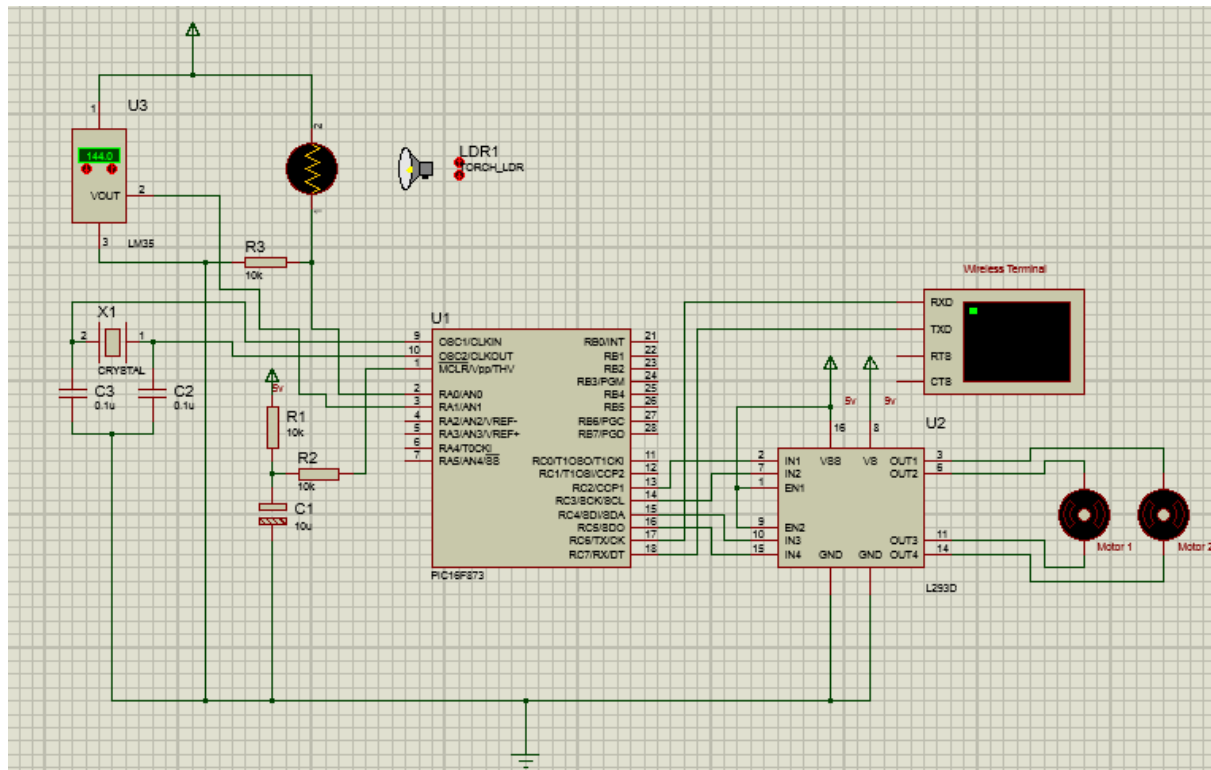 U3
1
144.0
VOUT
2
3
LM35
2
1
LDR1
TORCH_LDR
R3
10k
X1
2
1
CRYSTAL
C3
0.1u
C2
0.1u
5v
R1
10k
R2
10k
C1
10u
U1
9 OSC1/CLKIN
10 OSC2/CLKOUT
1 MCLR/Vpp/THV
2 RA0/AN0
3 RA1/AN1
4 RA2/AN2/VREF-
5 RA3/AN3/VREF+
6 RA4/T0CKI
7 RA5/AN4/SS
RB0/INT 21
RB1 22
RB2 23
RB3/PGM 24
RB4 25
RB5 26
RB6/PGC 27
RB7/PGD 28
RC0/T1OSO/T1CKI 11
RC1/T1OSI/CCP2 12
RC2/CCP1 13
RC3/SCK/SCL 14
RC4/SDI/SDA 15
RC5/SDO 16
RC6/TX/CK 17
RC7/RX/DT 18
PIC16F873
Wireless Terminal
RXD
TXD
RTS
CTS
5v
9v
16
8
U2
2 IN1
7 IN2
1 EN1
9 EN2
10 IN3
15 IN4
VSS
VS
OUT1 3
OUT2 6
OUT3 11
OUT4 14
GND
GND
L293D
Motor 1
Motor 2